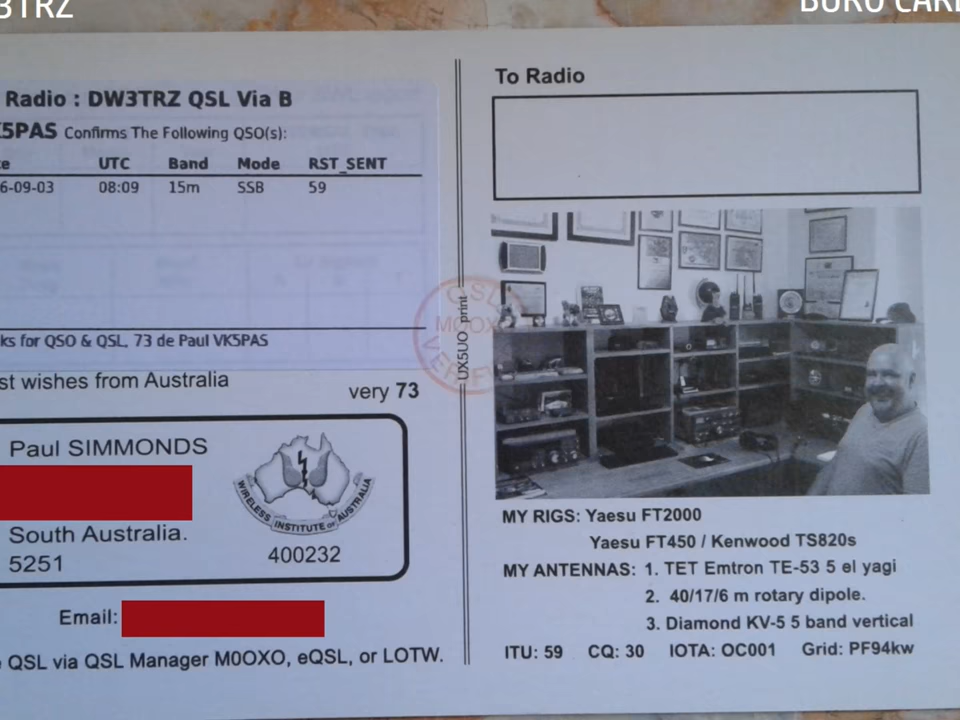 3TRZ
BURO CARD
Radio : DW3TRZ QSL Via B
K5PAS Confirms The Following QSO(s):
e UTC Band Mode RST_SENT
6-09-03 08:09 15m SSB 59
ks for QSO & QSL, 73 de Paul VK5PAS
st wishes from Australia
very 73
Paul SIMMONDS
South Australia.
5251
WIRELESS INSTITUTE of AUSTRALIA
400232
Email:
QSL via QSL Manager M0OXO, eQSL, or LOTW.
UX5UO print
QSL
M0OXO
VERIFY
To Radio
MY RIGS: Yaesu FT2000
Yaesu FT450 / Kenwood TS820s
MY ANTENNAS: 1. TET Emtron TE-53 5 el yagi
2. 40/17/6 m rotary dipole.
3. Diamond KV-5 5 band vertical
ITU: 59 CQ: 30 IOTA: OC001 Grid: PF94kw